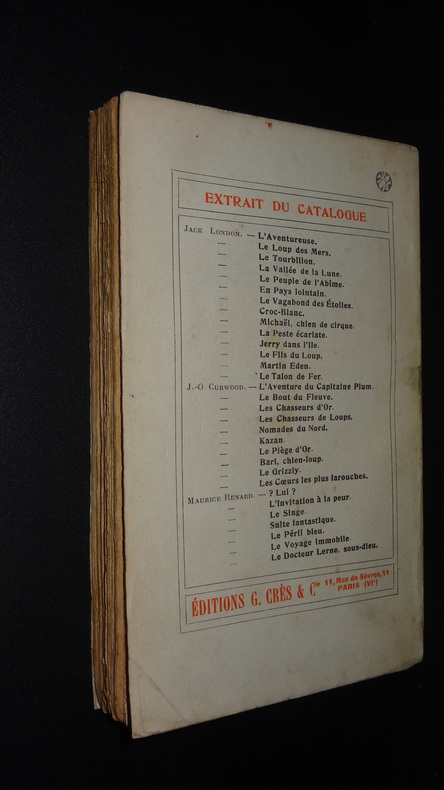 EXTRAIT DU CATALOGUE
JACK LONDON. — L'Aventureuse.
— Le Loup des Mers.
— Le Tourbillon.
— La Vallée de la Lune.
— Le Peuple de l'Abîme.
— En Pays lointain.
— Le Vagabond des Étoiles.
— Croc-Blanc.
— Michaël, chien de cirque.
— La Peste écarlate.
— Jerry dans l'île.
— Le Fils du Loup.
— Martin Eden.
— Le Talon de Fer.
J.-O. CURWOOD. — L'Aventure du Capitaine Plum.
— Le Bout du Fleuve.
— Les Chasseurs d'Or.
— Les Chasseurs de Loups.
— Nomades du Nord.
— Kazan.
— Le Piège d'Or.
— Bari, chien-loup.
— Le Grizzly.
— Les Cœurs les plus farouches.
MAURICE RENARD. — ? Lui ?
— L'Invitation à la peur.
— Le Singe.
— Suite fantastique.
— Le Péril bleu.
— Le Voyage immobile.
— Le Docteur Lerne, sous-dieu.
ÉDITIONS G. CRÈS & Cie 11, Rue de Sèvres, 11
PARIS (VIe)